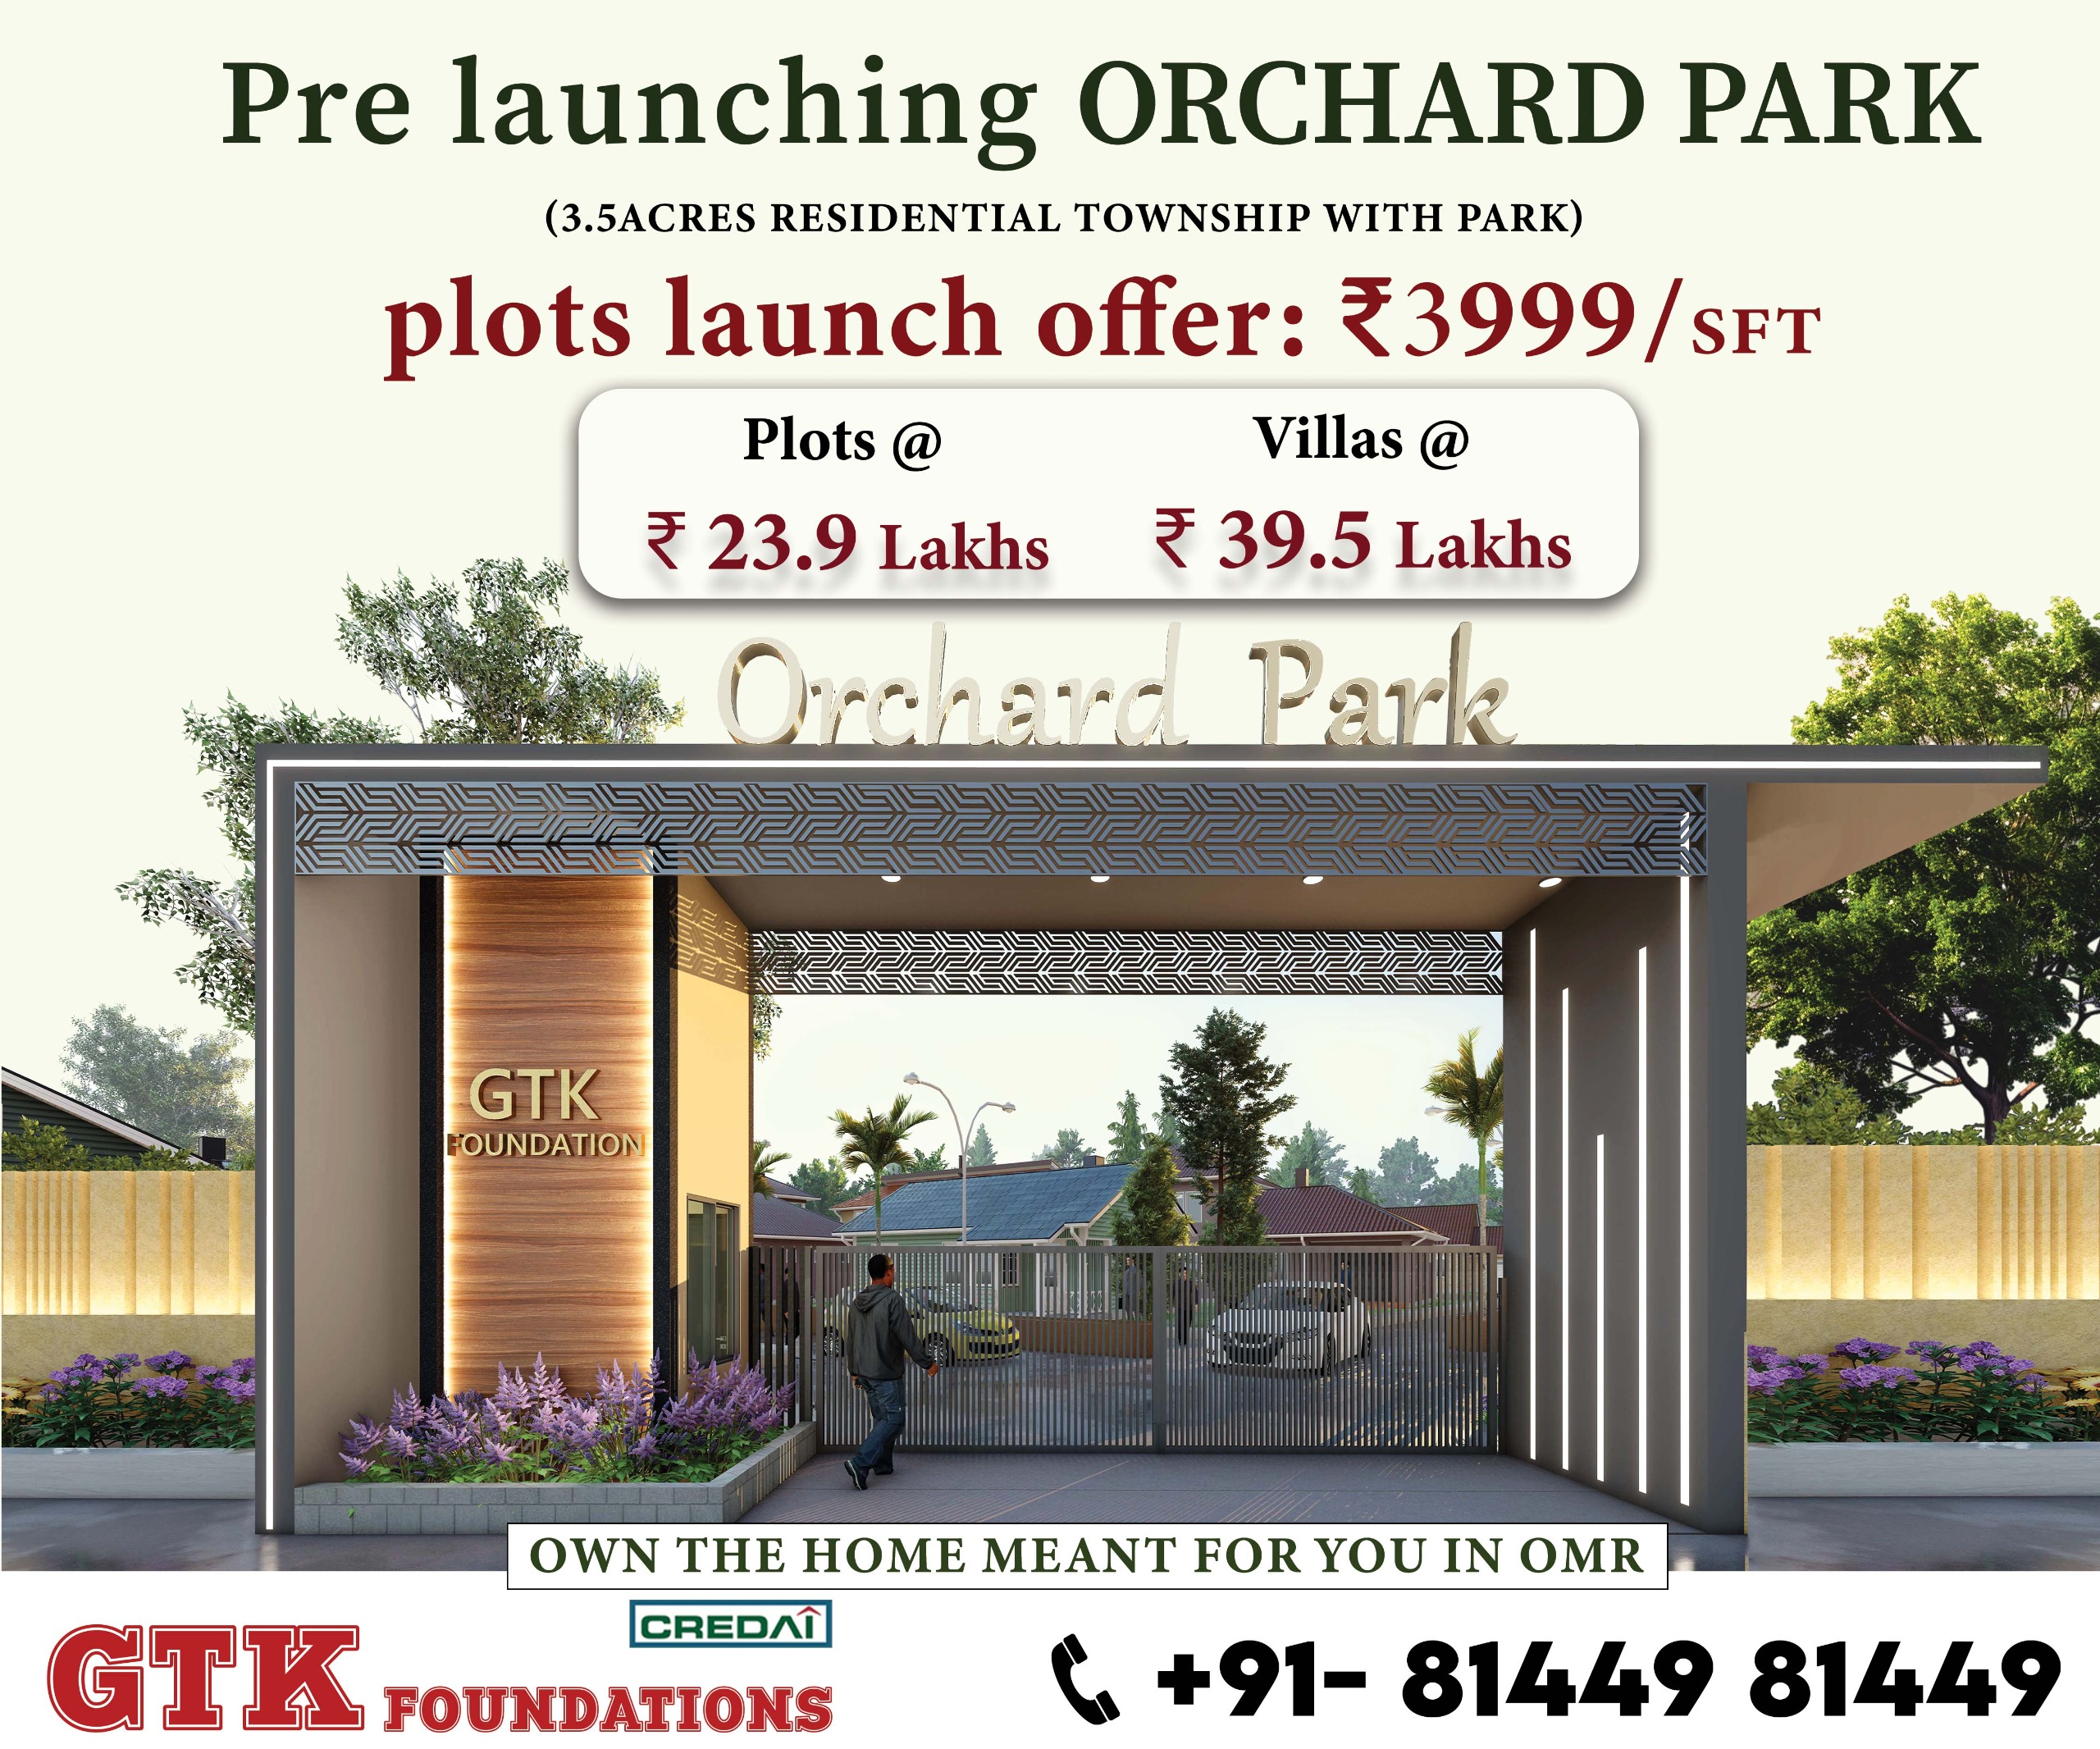 Pre launching ORCHARD PARK
(3.5ACRES RESIDENTIAL TOWNSHIP WITH PARK)
plots launch offer: ₹3999/SFT
Plots @
₹ 23.9 Lakhs
Villas @
₹ 39.5 Lakhs
Orchard Park
GTK
FOUNDATION
OWN THE HOME MEANT FOR YOU IN OMR
CREDAI
GTK FOUNDATIONS
+91- 81449 81449